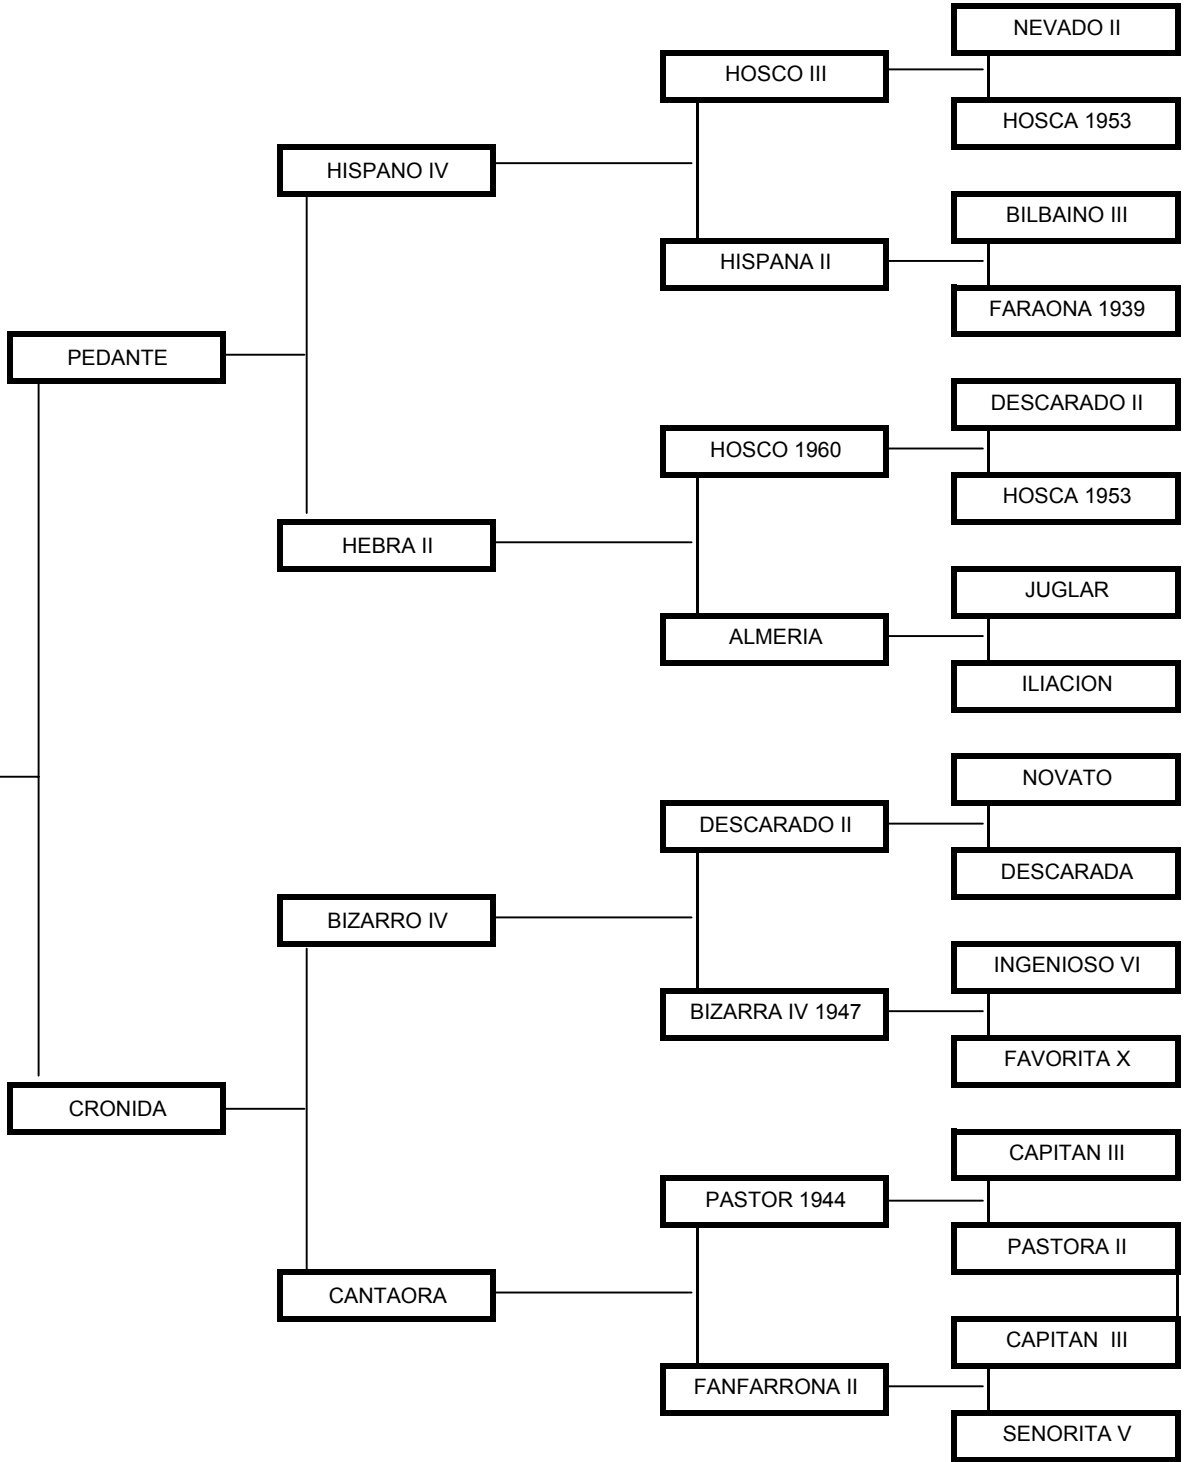 NEVADO II
HOSCO III
HOSCA 1953
HISPANO IV
BILBAINO III
HISPANA II
FARAONA 1939
PEDANTE
DESCARADO II
HOSCO 1960
HOSCA 1953
HEBRA II
JUGLAR
ALMERIA
ILIACION
NOVATO
DESCARADO II
DESCARADA
BIZARRO IV
INGENIOSO VI
BIZARRA IV 1947
FAVORITA X
CRONIDA
CAPITAN III
PASTOR 1944
PASTORA II
CANTAORA
CAPITAN  III
FANFARRONA II
SENORITA V